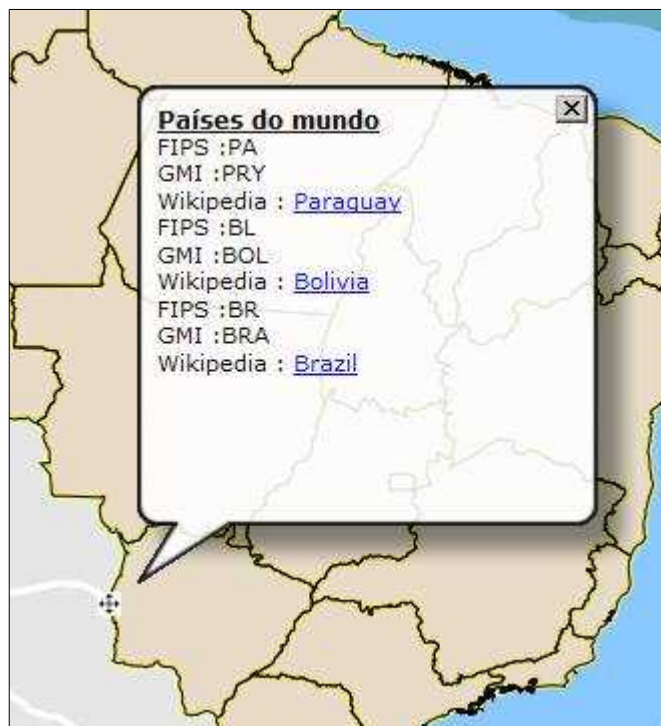 Países do mundo
FIPS :PA
GMI :PRY
Wikipedia : Paraguay
FIPS :BL
GMI :BOL
Wikipedia : Bolivia
FIPS :BR
GMI :BRA
Wikipedia : Brazil